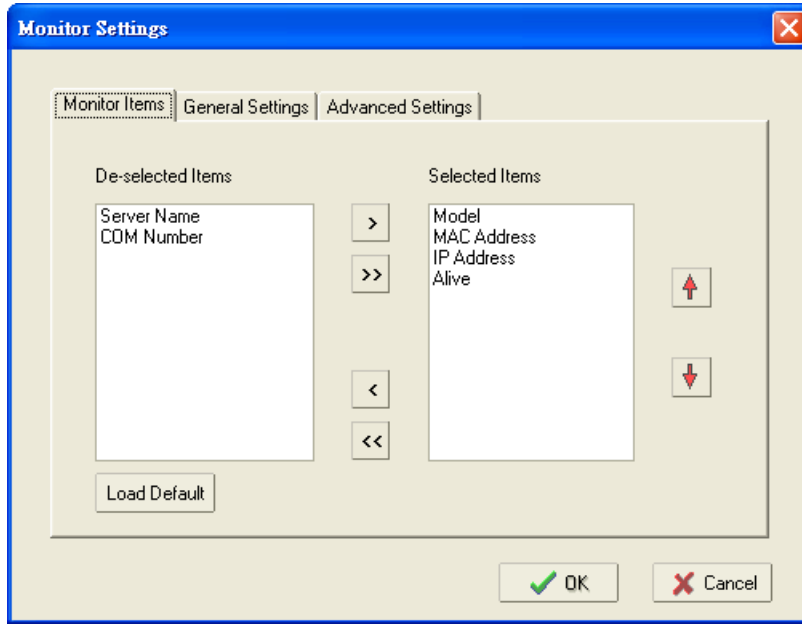 Monitor Settings
Monitor Items General Settings Advanced Settings
De-selected Items
Server Name
COM Number
>
>>
<
<<
Selected Items
Model
MAC Address
IP Address
Alive
Load Default
OK Cancel